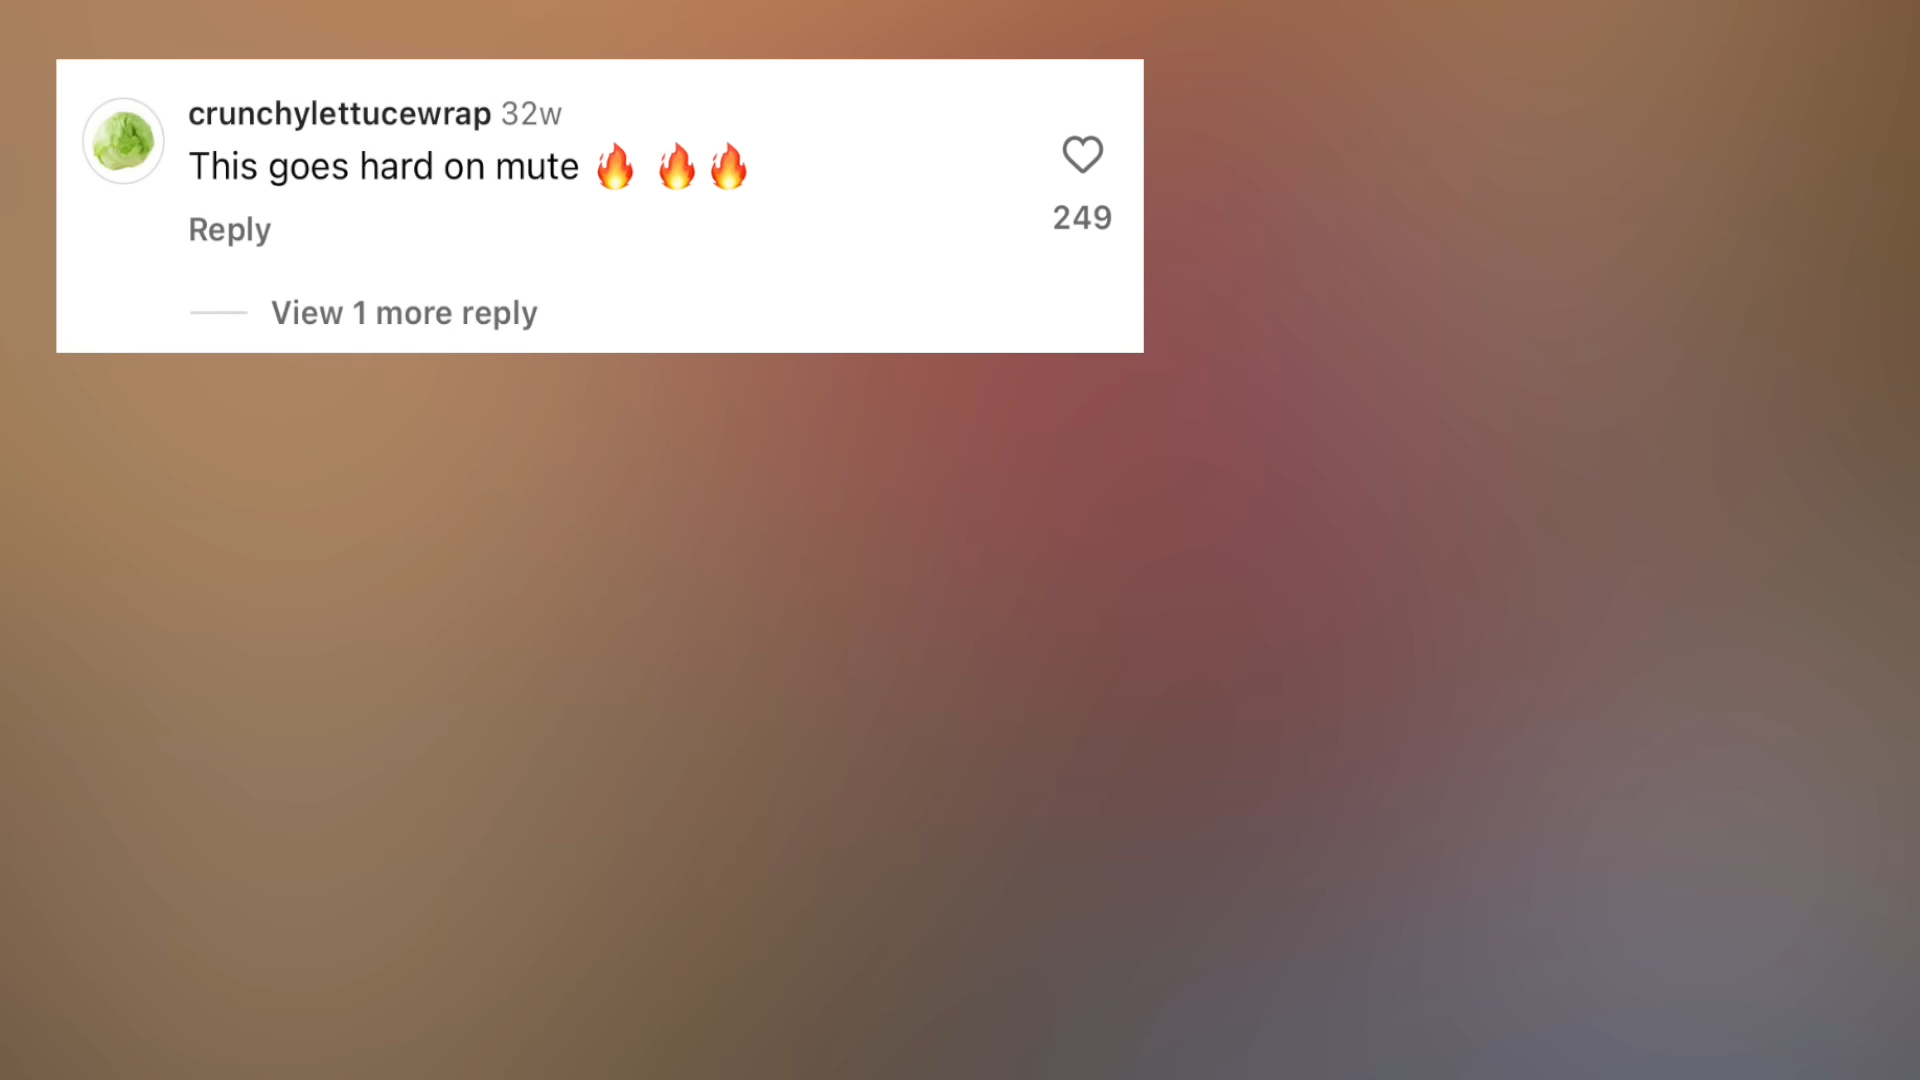 crunchylettucewrap 32w
This goes hard on mute 🔥 🔥 🔥
249
Reply
View 1 more reply